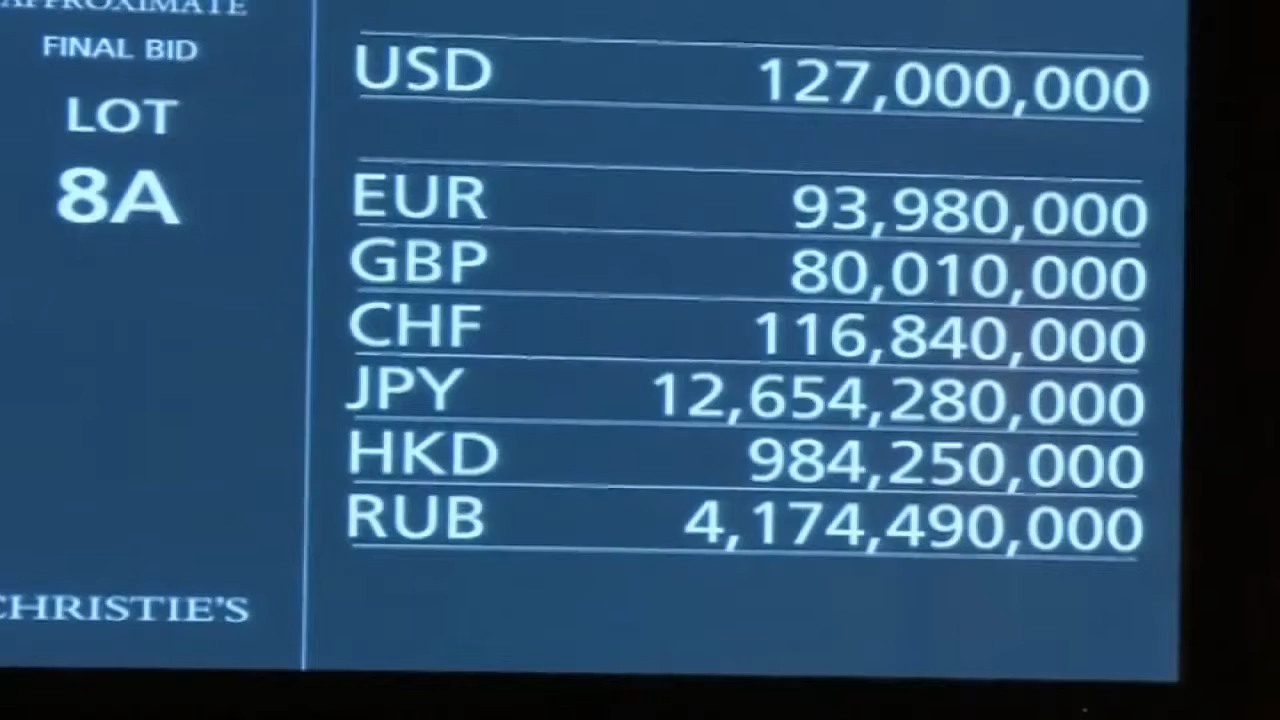 APPROXIMATE
FINAL BID
LOT
8A
USD 127,000,000
EUR 93,980,000
GBP 80,010,000
CHF 116,840,000
JPY 12,654,280,000
HKD 984,250,000
RUB 4,174,490,000
CHRISTIE'S